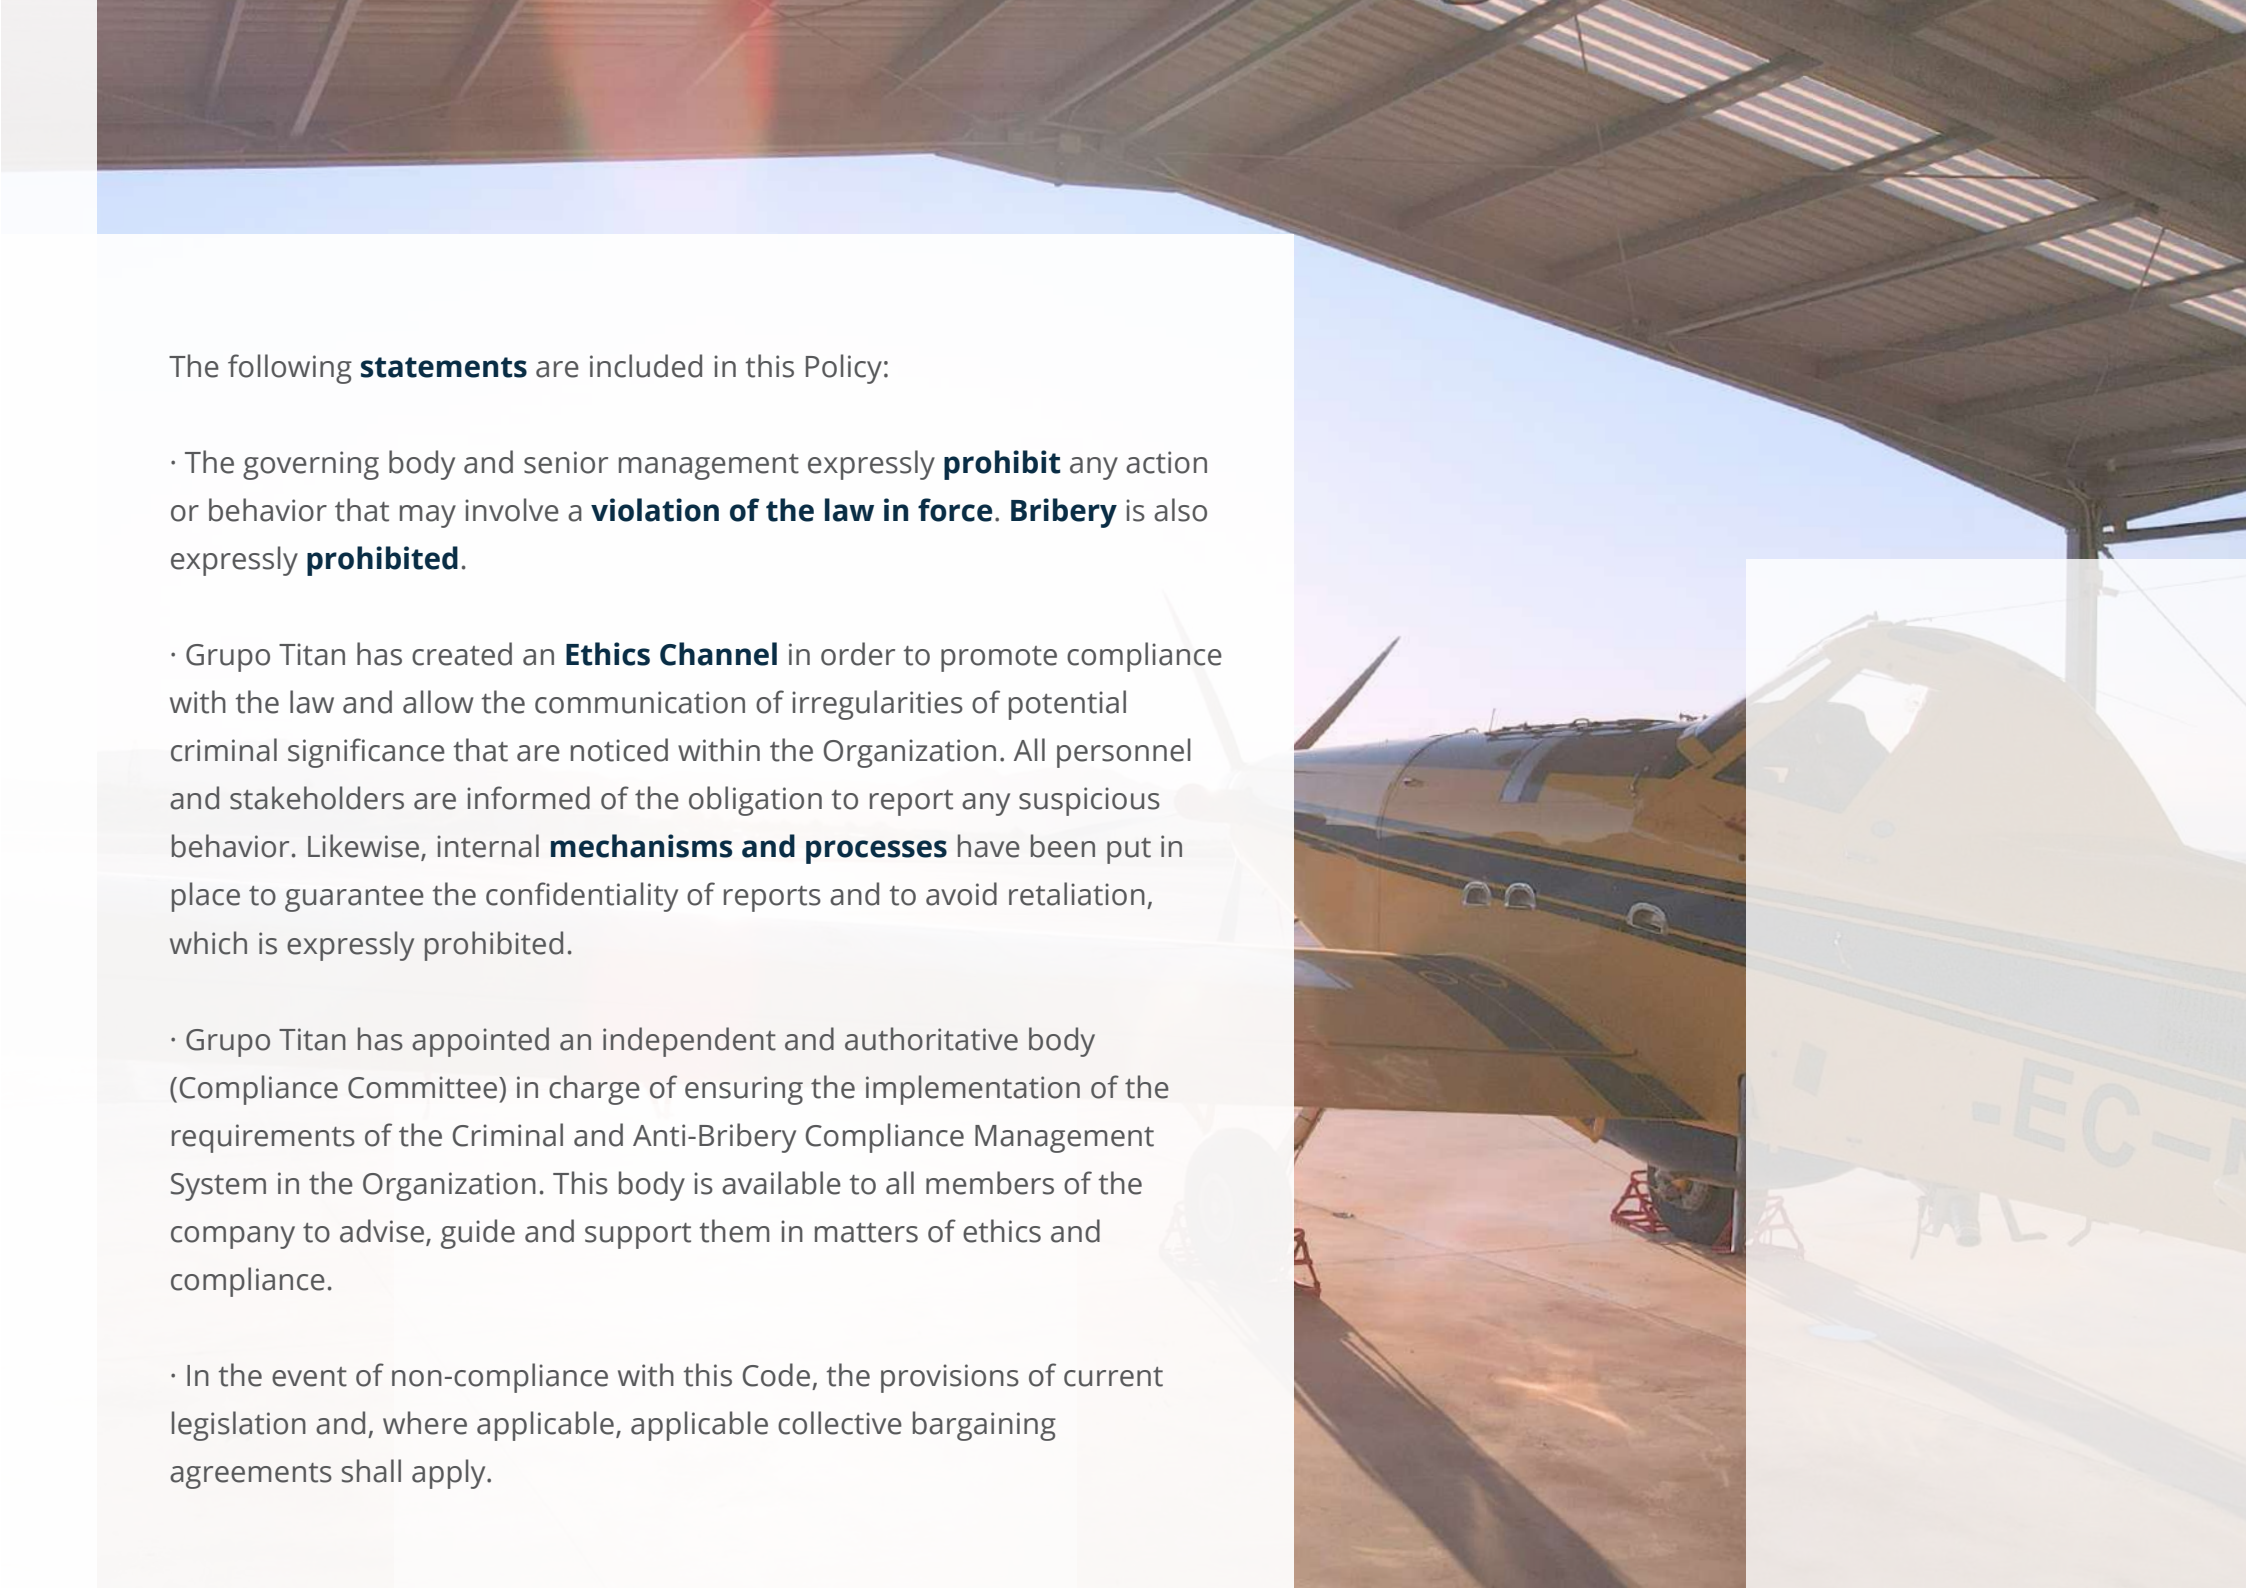 The following statements are included in this Policy:
· The governing body and senior management expressly prohibit any action
or behavior that may involve a violation of the law in force. Bribery is also
expressly prohibited.
· Grupo Titan has created an Ethics Channel in order to promote compliance
with the law and allow the communication of irregularities of potential
criminal significance that are noticed within the Organization. All personnel
and stakeholders are informed of the obligation to report any suspicious
behavior. Likewise, internal mechanisms and processes have been put in
place to guarantee the confidentiality of reports and to avoid retaliation,
which is expressly prohibited.
· Grupo Titan has appointed an independent and authoritative body
(Compliance Committee) in charge of ensuring the implementation of the
requirements of the Criminal and Anti-Bribery Compliance Management
System in the Organization. This body is available to all members of the
company to advise, guide and support them in matters of ethics and
compliance.
· In the event of non-compliance with this Code, the provisions of current
legislation and, where applicable, applicable collective bargaining
agreements shall apply.
EC-